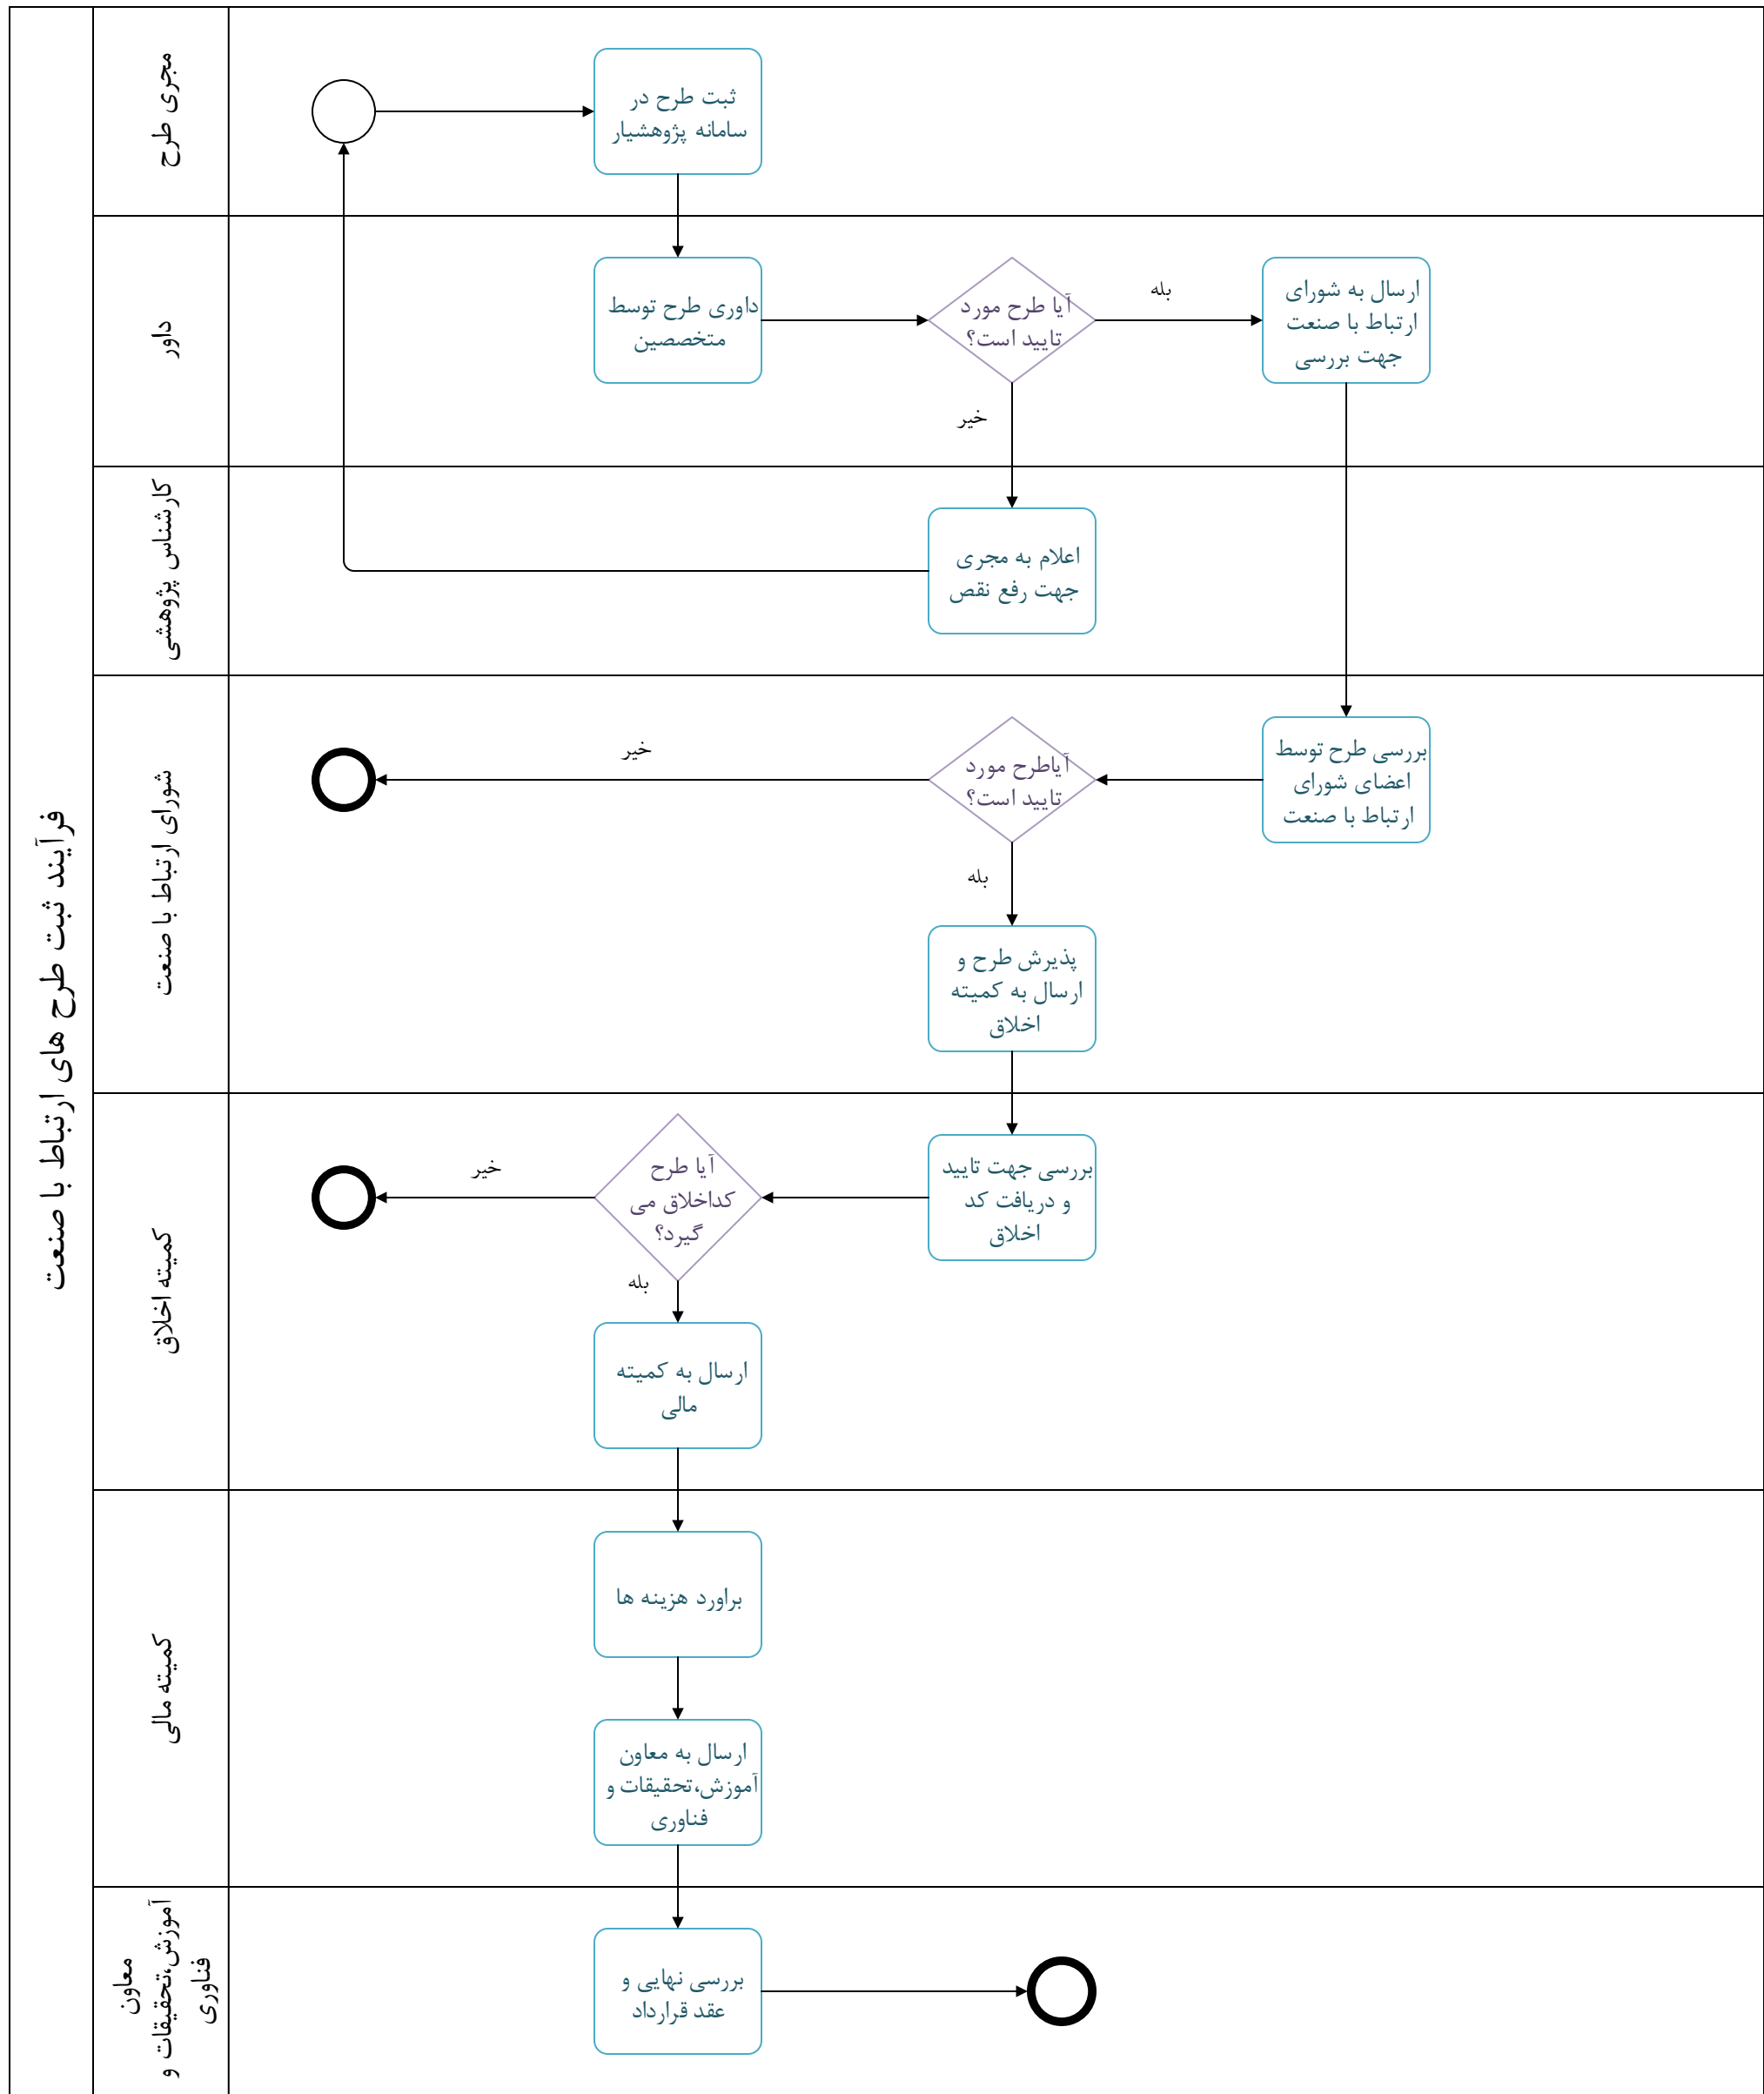 فرآیند ثبت طرح های ارتباط با صنعت
مجری طرح
ثبت طرح در
سامانه پژوهشیار
داور
داوری طرح توسط
متخصصین
آیا طرح مورد
تایید است؟
بله
خیر
ارسال به شورای
ارتباط با صنعت
جهت بررسی
کارشناس پژوهشی
اعلام به مجری
جهت رفع نقص
شورای ارتباط با صنعت
بررسی طرح توسط
اعضای شورای
ارتباط با صنعت
آیاطرح مورد
تایید است؟
خیر
بله
پذیرش طرح و
ارسال به کمیته
اخلاق
کمیته اخلاق
بررسی جهت تایید
و دریافت کد
اخلاق
آیا طرح
کداخلاق می
گیرد؟
خیر
بله
ارسال به کمیته
مالی
کمیته مالی
براورد هزینه ها
ارسال به معاون
آموزش،تحقیقات و
فناوری
معاون
آموزش،تحقیقات و
فناوری
بررسی نهایی و
عقد قرارداد